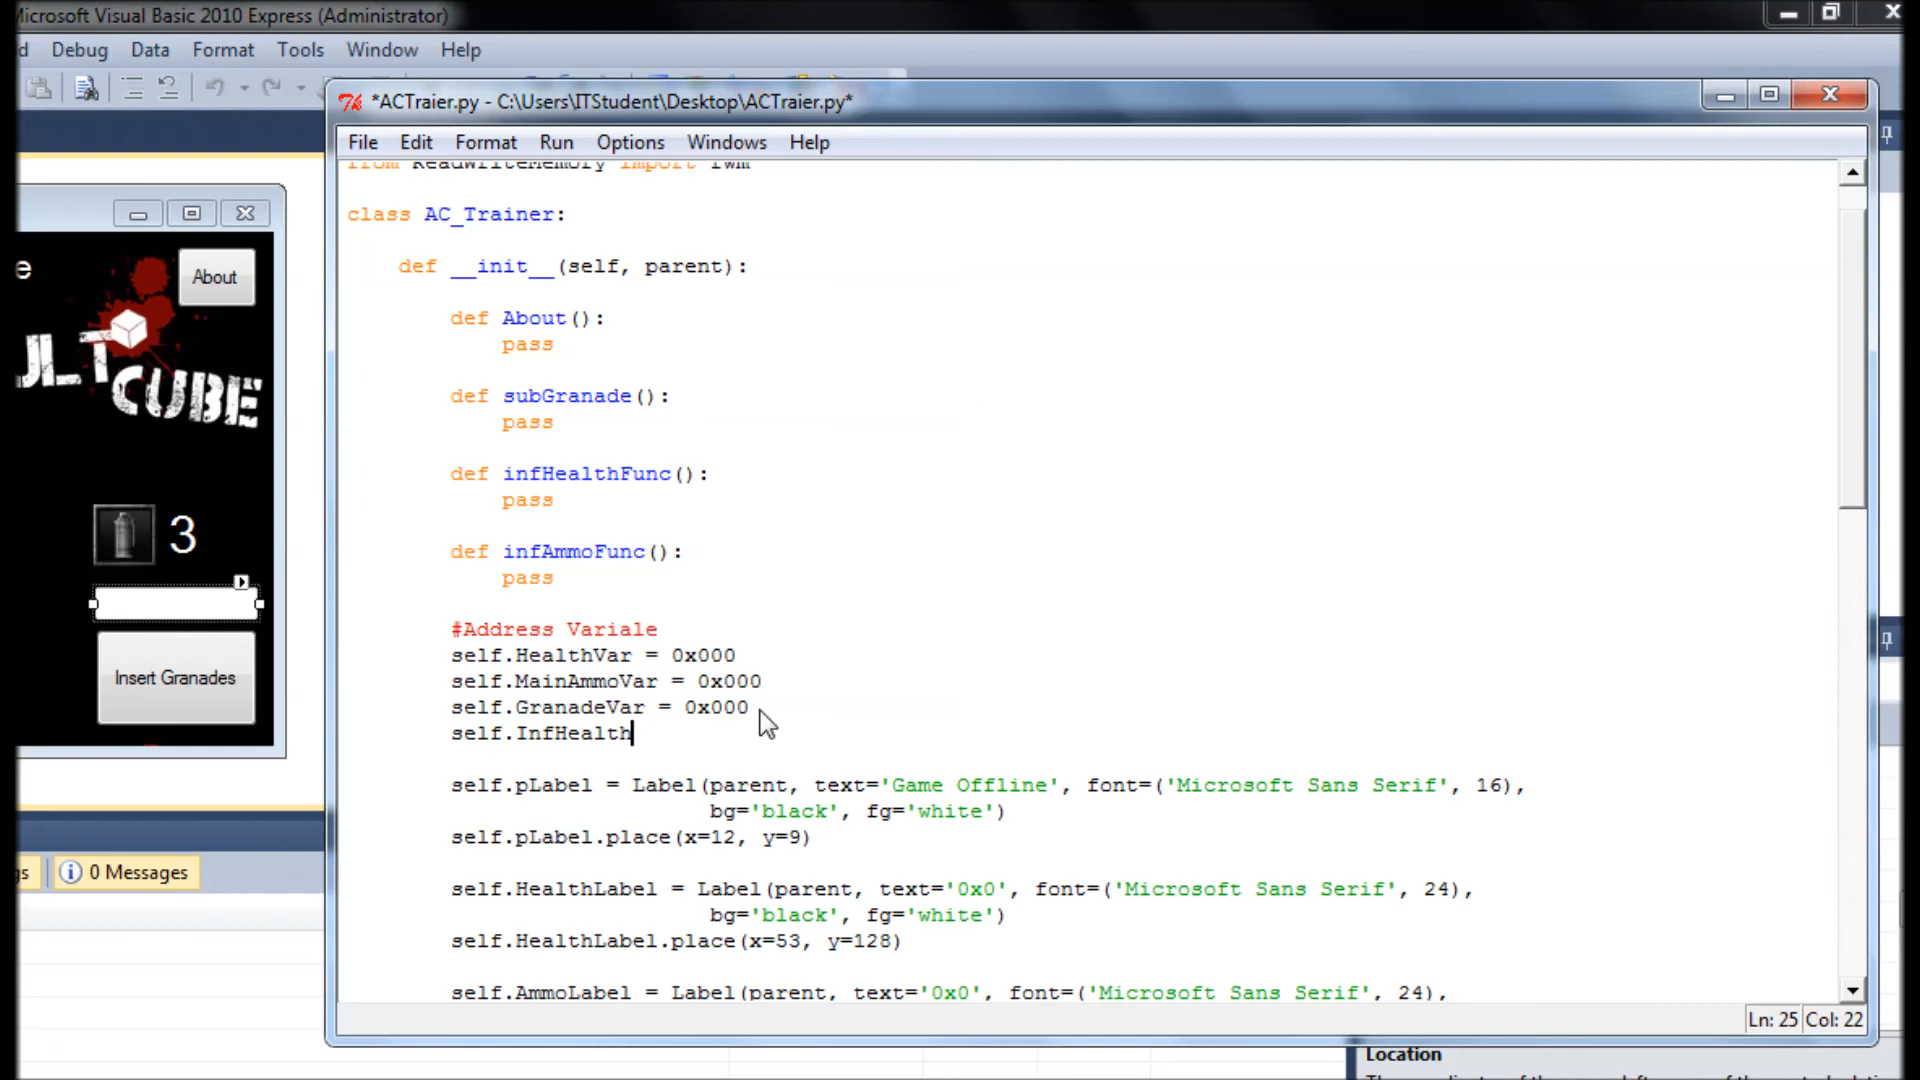 Microsoft Visual Basic 2010 Express (Administrator)
d Debug Data Format Tools Window Help
*ACTraier.py - C:\Users\ITStudent\Desktop\ACTraier.py*
File Edit Format Run Options Windows Help
from ReadWriteMemory import rwm
class AC_Trainer:
def __init__(self, parent):
def About():
pass
def subGranade():
pass
def infHealthFunc():
pass
def infAmmoFunc():
pass
#Address Variale
self.HealthVar = 0x000
self.MainAmmoVar = 0x000
self.GranadeVar = 0x000
self.InfHealth
self.pLabel = Label(parent, text='Game Offline', font=('Microsoft Sans Serif', 16),
bg='black', fg='white')
self.pLabel.place(x=12, y=9)
self.HealthLabel = Label(parent, text='0x0', font=('Microsoft Sans Serif', 24),
bg='black', fg='white')
self.HealthLabel.place(x=53, y=128)
self.AmmoLabel = Label(parent, text='0x0', font=('Microsoft Sans Serif', 24),
Ln: 25 Col: 22
e
About
ULT
CUBE
3
Insert Granades
gs
0 Messages
Location